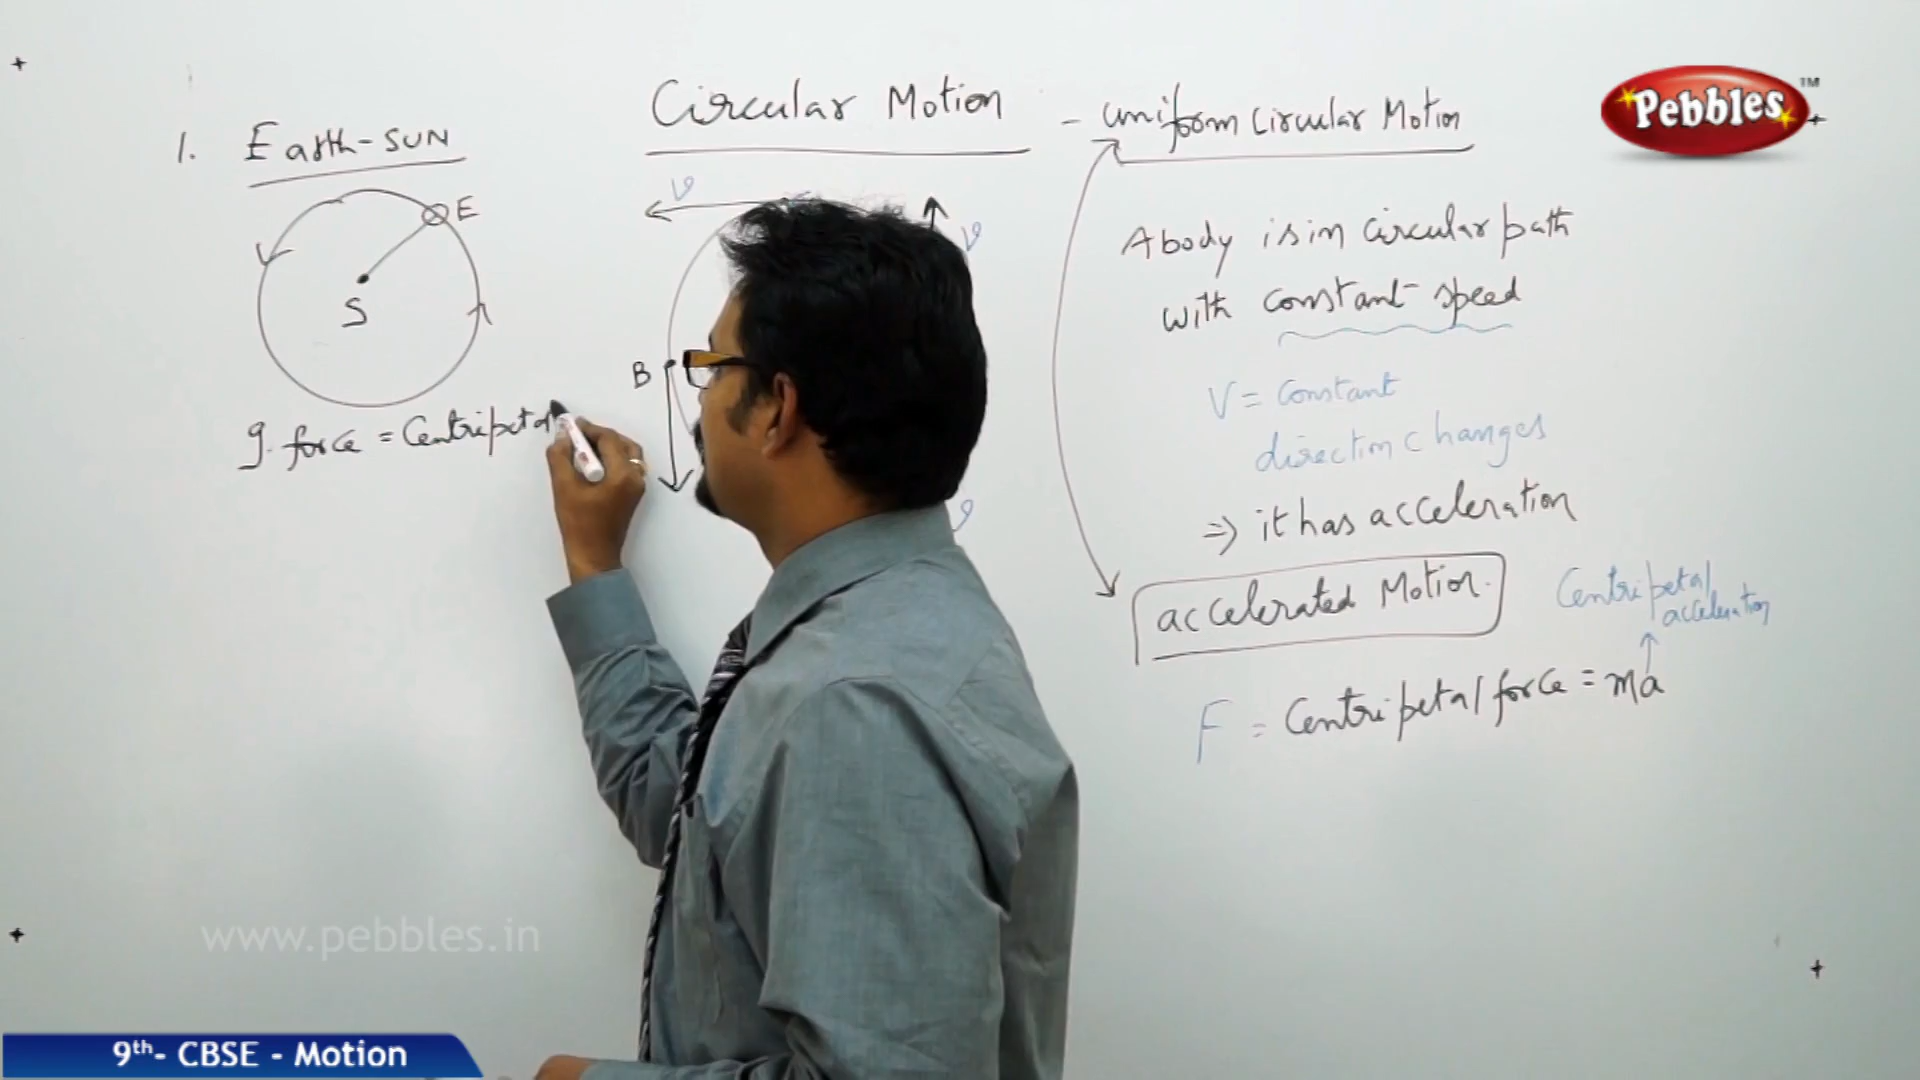 Circular Motion - uniform Circular Motion
1. Earth-SUN
E
S
g. force = Centripetal
v
v
B
v
A body is in circular path
with constant speed
V = constant
direction changes
⇒ it has acceleration
accelerated Motion.
Centripetal
acceleration
F = Centripetal force = ma
Pebbles TM
www.pebbles.in
9th- CBSE - Motion